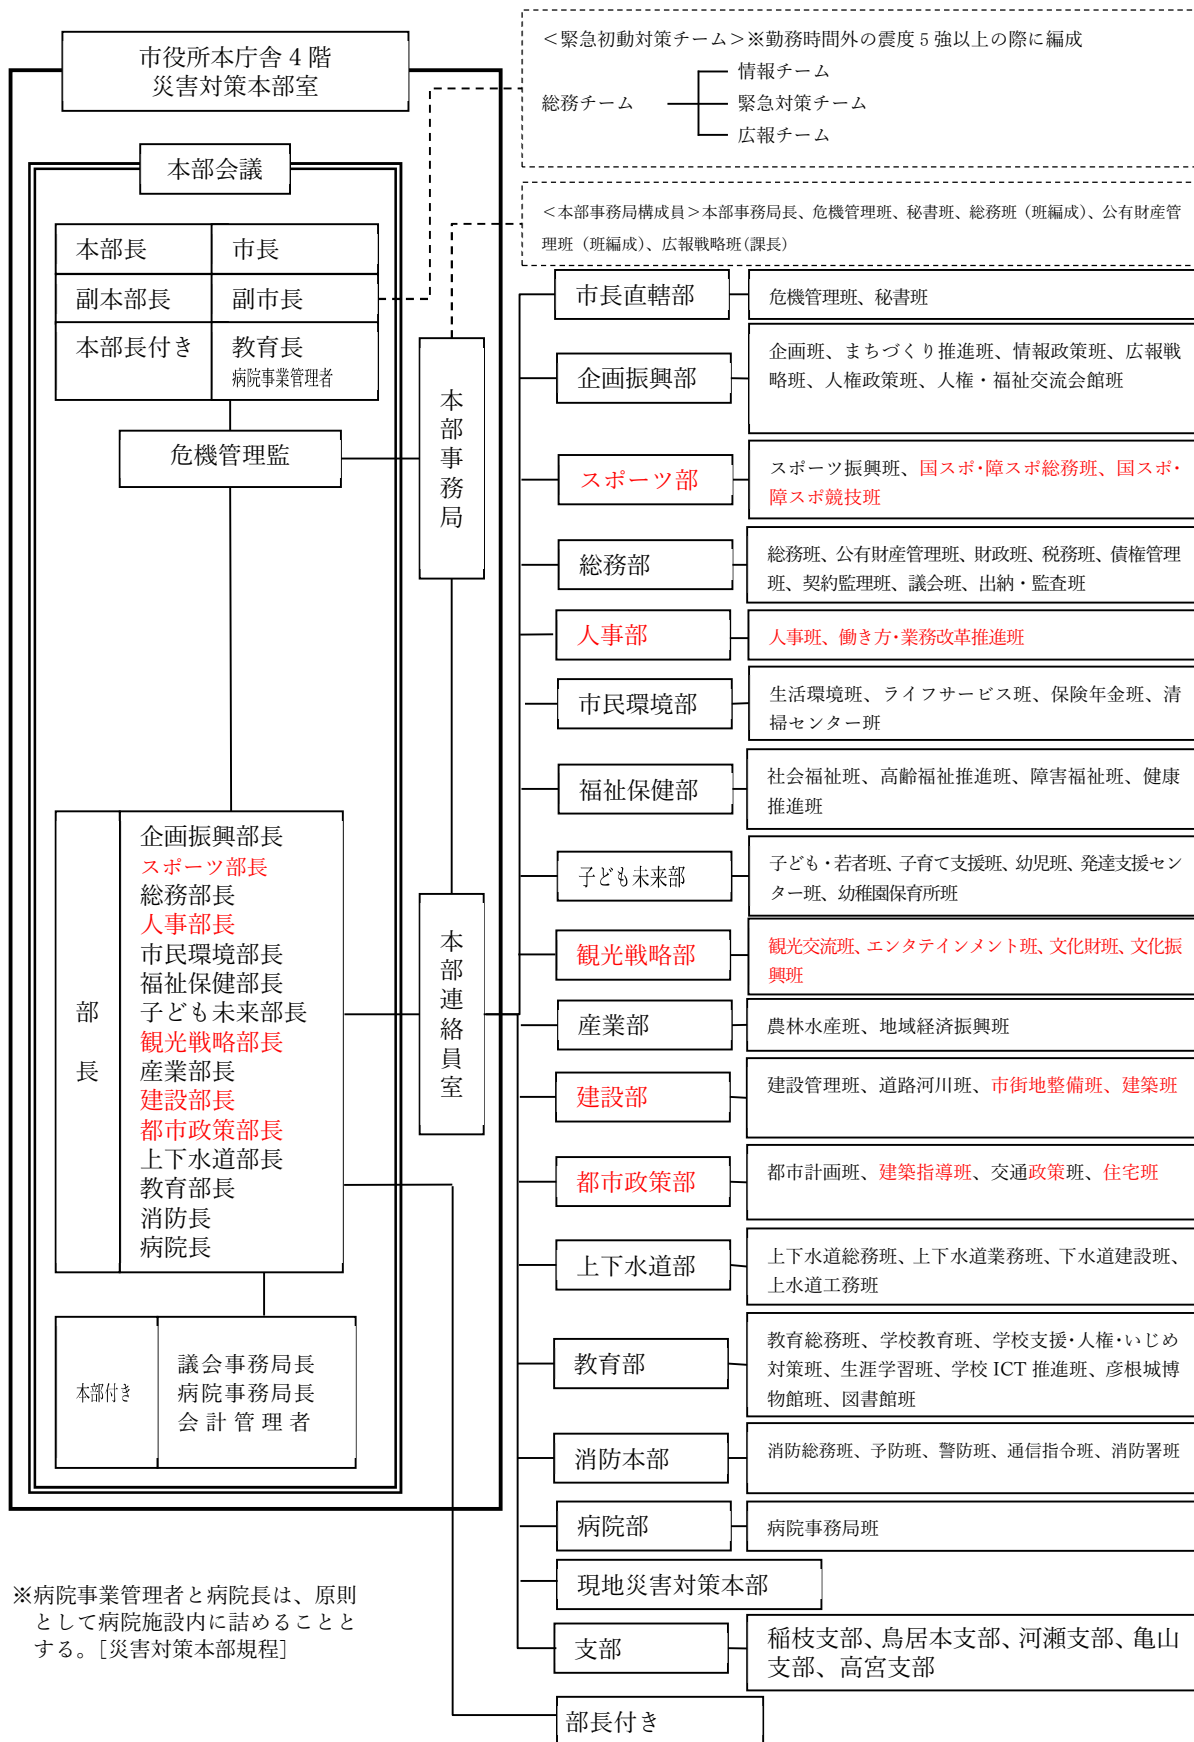 市役所本庁舎 4 階
災害対策本部室
本部会議
本部長 市長
副本部長 副市長
本部長付き 教育長
病院事業管理者
危機管理監
部長
企画振興部長
スポーツ部長
総務部長
人事部長
市民環境部長
福祉保健部長
子ども未来部長
観光戦略部長
産業部長
建設部長
都市政策部長
上下水道部長
教育部長
消防長
病院長
本部付き
議会事務局長
病院事務局長
会計管理者
※病院事業管理者と病院長は、原則
として病院施設内に詰めることと
する。[災害対策本部規程]
本部事務局
本部連絡員室
<緊急初動対策チーム>※勤務時間外の震度 5 強以上の際に編成
情報チーム
総務チーム 緊急対策チーム
広報チーム
<本部事務局構成員>本部事務局長、危機管理班、秘書班、総務班（班編成）、公有財産管
理班（班編成）、広報戦略班(課長)
市長直轄部 危機管理班、秘書班
企画振興部 企画班、まちづくり推進班、情報政策班、広報戦
略班、人権政策班、人権・福祉交流会館班
スポーツ部 スポーツ振興班、国スポ・障スポ総務班、国スポ・
障スポ競技班
総務部 総務班、公有財産管理班、財政班、税務班、債権管理
班、契約監理班、議会班、出納・監査班
人事部 人事班、働き方・業務改革推進班
市民環境部 生活環境班、ライフサービス班、保険年金班、清
掃センター班
福祉保健部 社会福祉班、高齢福祉推進班、障害福祉班、健康
推進班
子ども未来部 子ども・若者班、子育て支援班、幼児班、発達支援セン
ター班、幼稚園保育所班
観光戦略部 観光交流班、エンタテインメント班、文化財班、文化振
興班
産業部 農林水産班、地域経済振興班
建設部 建設管理班、道路河川班、市街地整備班、建築班
都市政策部 都市計画班、建築指導班、交通政策班、住宅班
上下水道部 上下水道総務班、上下水道業務班、下水道建設班、
上水道工務班
教育部 教育総務班、学校教育班、学校支援・人権・いじめ
対策班、生涯学習班、学校 ICT 推進班、彦根城博
物館班、図書館班
消防本部 消防総務班、予防班、警防班、通信指令班、消防署班
病院部 病院事務局班
現地災害対策本部
支部 稲枝支部、鳥居本支部、河瀬支部、亀山
支部、高宮支部
部長付き